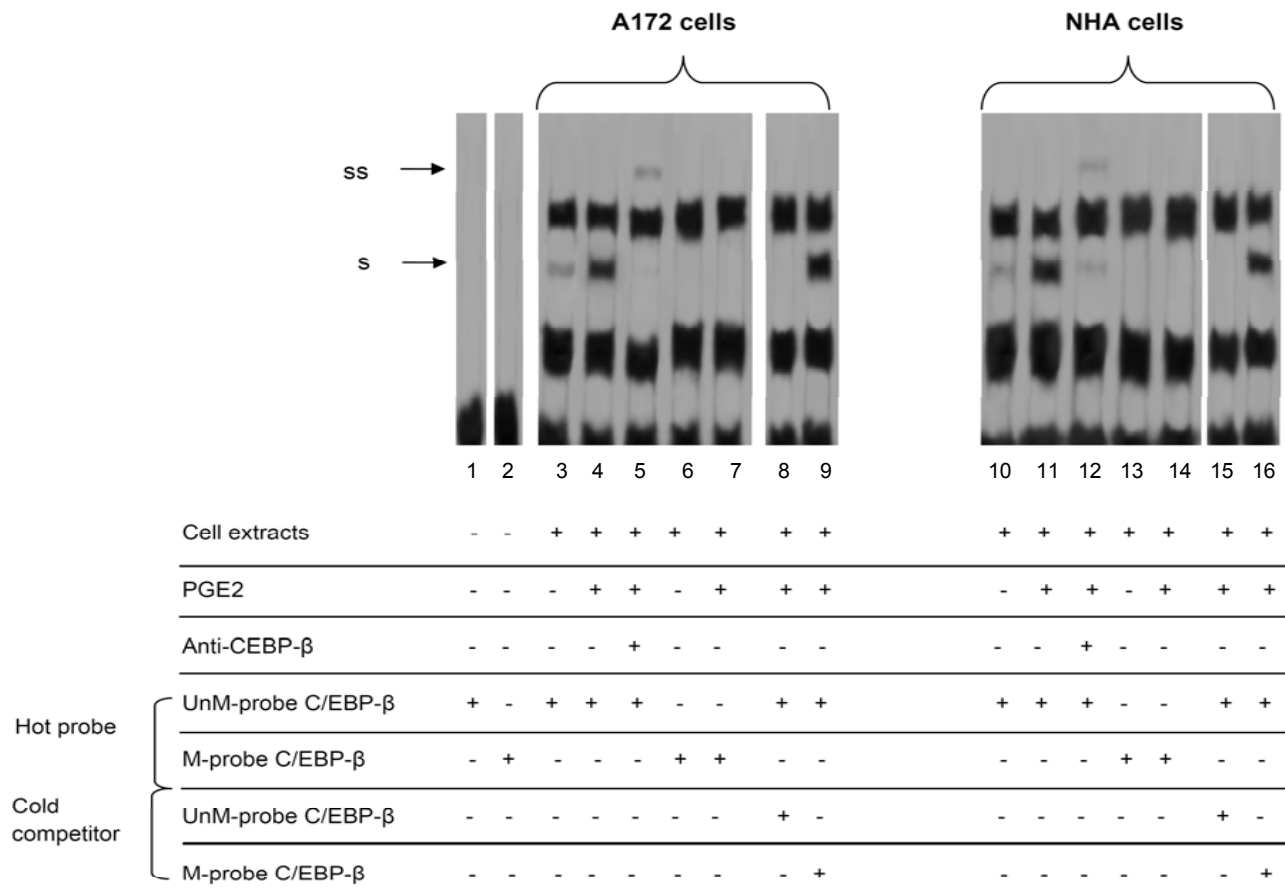 A172 cells NHA cells
ss
s
1 2 3 4 5 6 7 8 9 10 11 12 13 14 15 16
Cell extracts - - + + + + + + + + + + + + + +
PGE2 - - - + + - + + + - + + - + + +
Anti-CEBP-β - - - - + - - - - - - + - - - -
Hot probe
UnM-probe C/EBP-β + - + + + - - + + + + + - - + +
M-probe C/EBP-β - + - - - + + - - - - - + + - -
Cold competitor
UnM-probe C/EBP-β - - - - - - - + - - - - - - + -
M-probe C/EBP-β - - - - - - - - + - - - - - - +